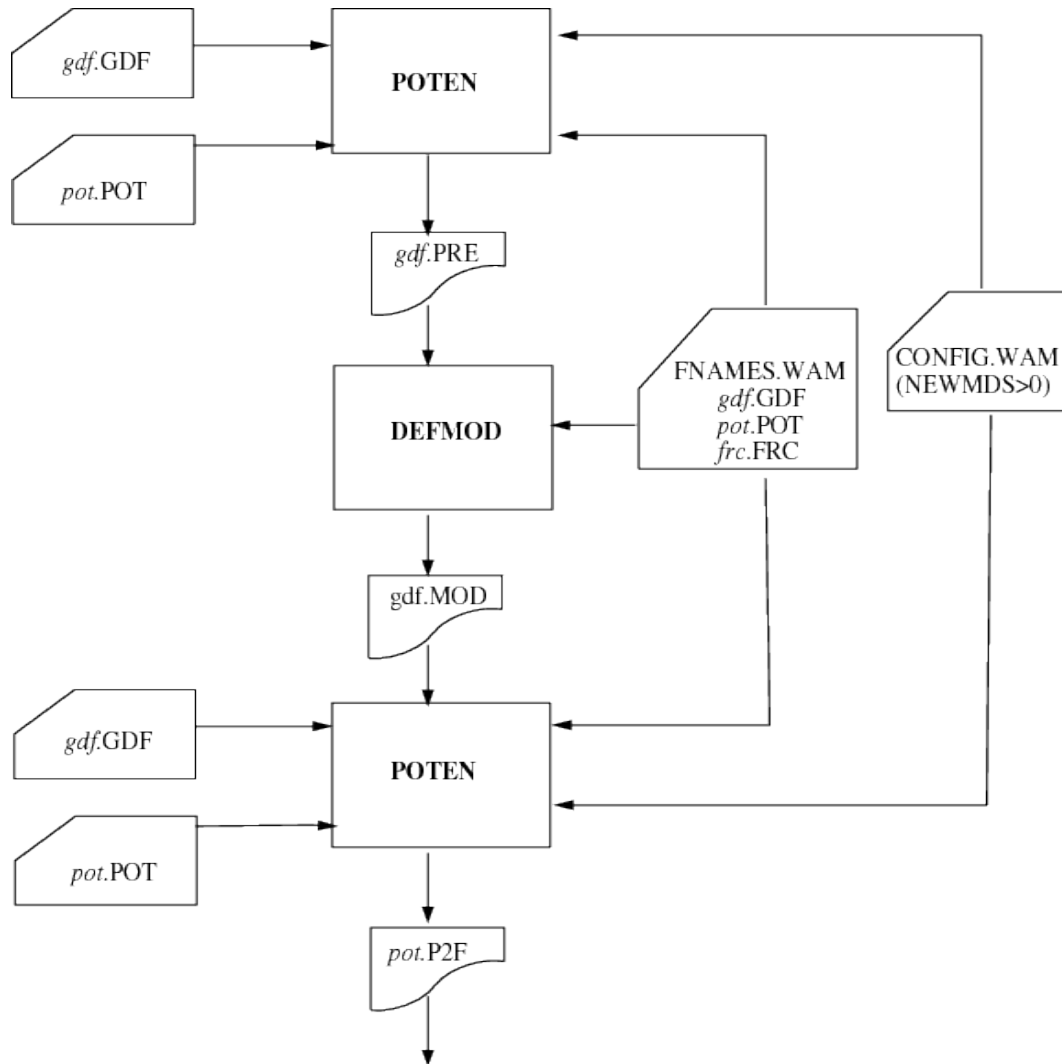 gdf.GDF
POTEN
pot.POT
gdf.PRE
FNAMES.WAM
gdf.GDF
pot.POT
frc.FRC
CONFIG.WAM
(NEWMDS>0)
DEFMOD
gdf.MOD
gdf.GDF
POTEN
pot.POT
pot.P2F